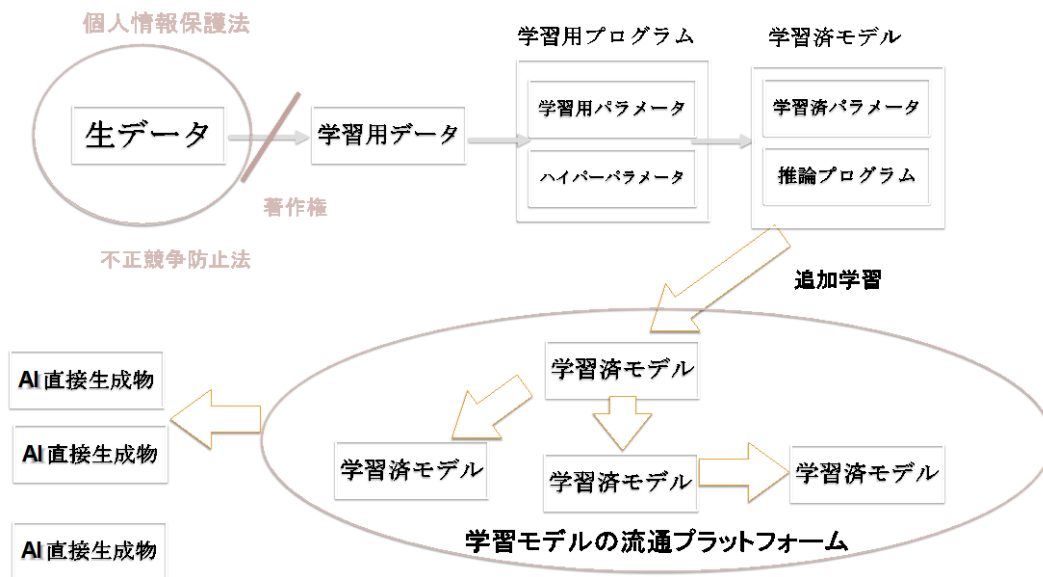 個人情報保護法
学習用プログラム
学習済モデル
生データ
学習用データ
学習用パラメータ
ハイパーパラメータ
学習済パラメータ
推論プログラム
著作権
不正競争防止法
追加学習
学習済モデル
学習済モデル
学習済モデル
学習済モデル
学習モデルの流通プラットフォーム
AI直接生成物
AI直接生成物
AI直接生成物